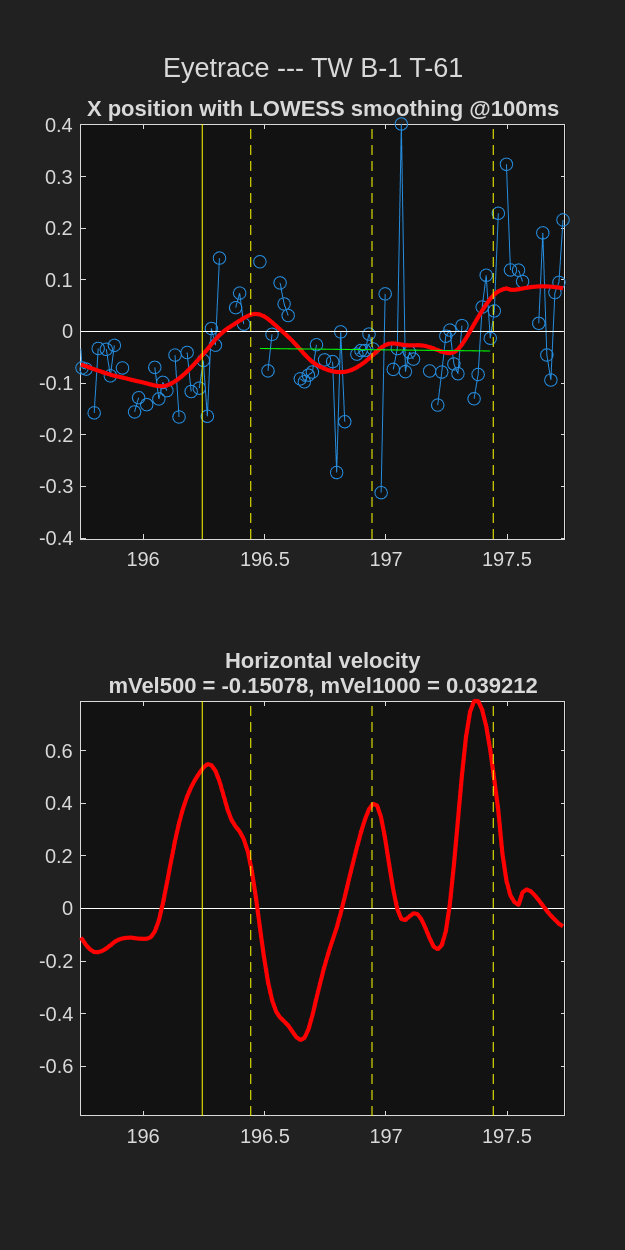 Eyetrace --- TW B-1 T-61
X position with LOWESS smoothing @100ms
0.4
0.3
0.2
0.1
0
-0.1
-0.2
-0.3
-0.4
196 196.5 197 197.5
Horizontal velocity
mVel500 = -0.15078, mVel1000 = 0.039212
0.6
0.4
0.2
0
-0.2
-0.4
-0.6
196 196.5 197 197.5